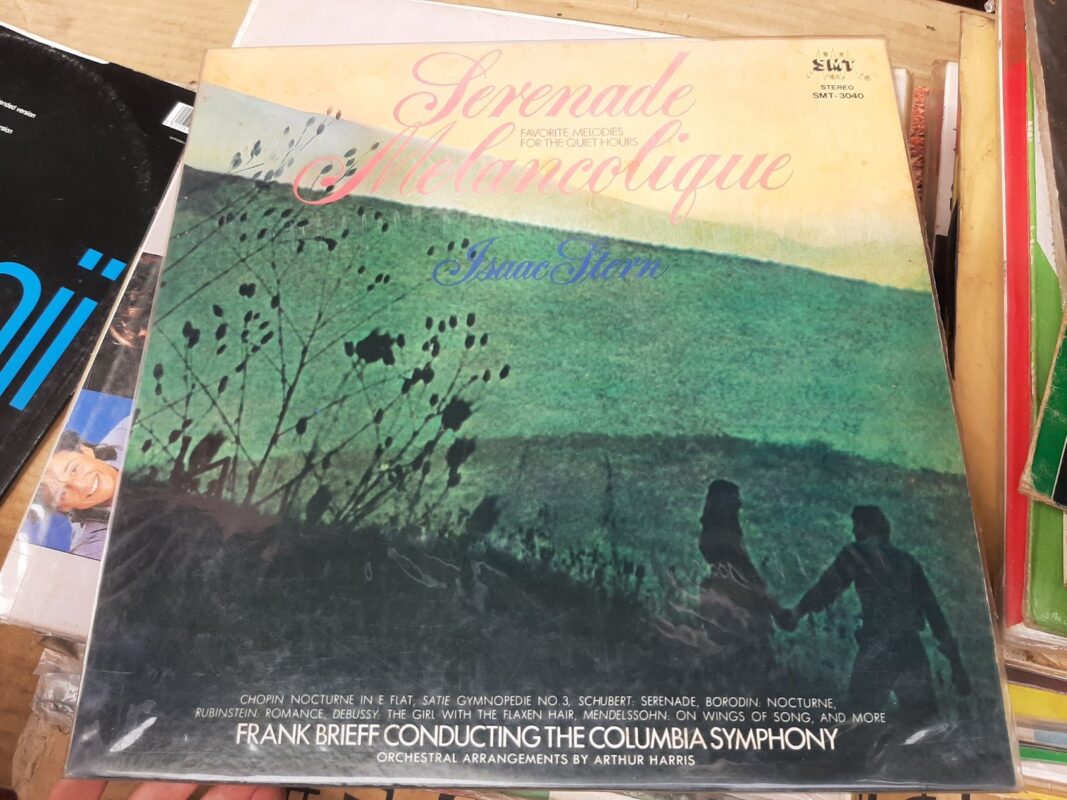 Serenade
FAVORITE MELODIES
FOR THE QUIET HOURS
Melancolique
Isaac Stern
SMT
®
STEREO
SMT-3040
CHOPIN NOCTURNE IN E FLAT, SATIE GYMNOPEDIE NO.3, SCHUBERT: SERENADE, BORODIN: NOCTURNE,
RUBINSTEIN: ROMANCE, DEBUSSY: THE GIRL WITH THE FLAXEN HAIR, MENDELSSOHN: ON WINGS OF SONG, AND MORE
FRANK BRIEFF CONDUCTING THE COLUMBIA SYMPHONY
ORCHESTRAL ARRANGEMENTS BY ARTHUR HARRIS